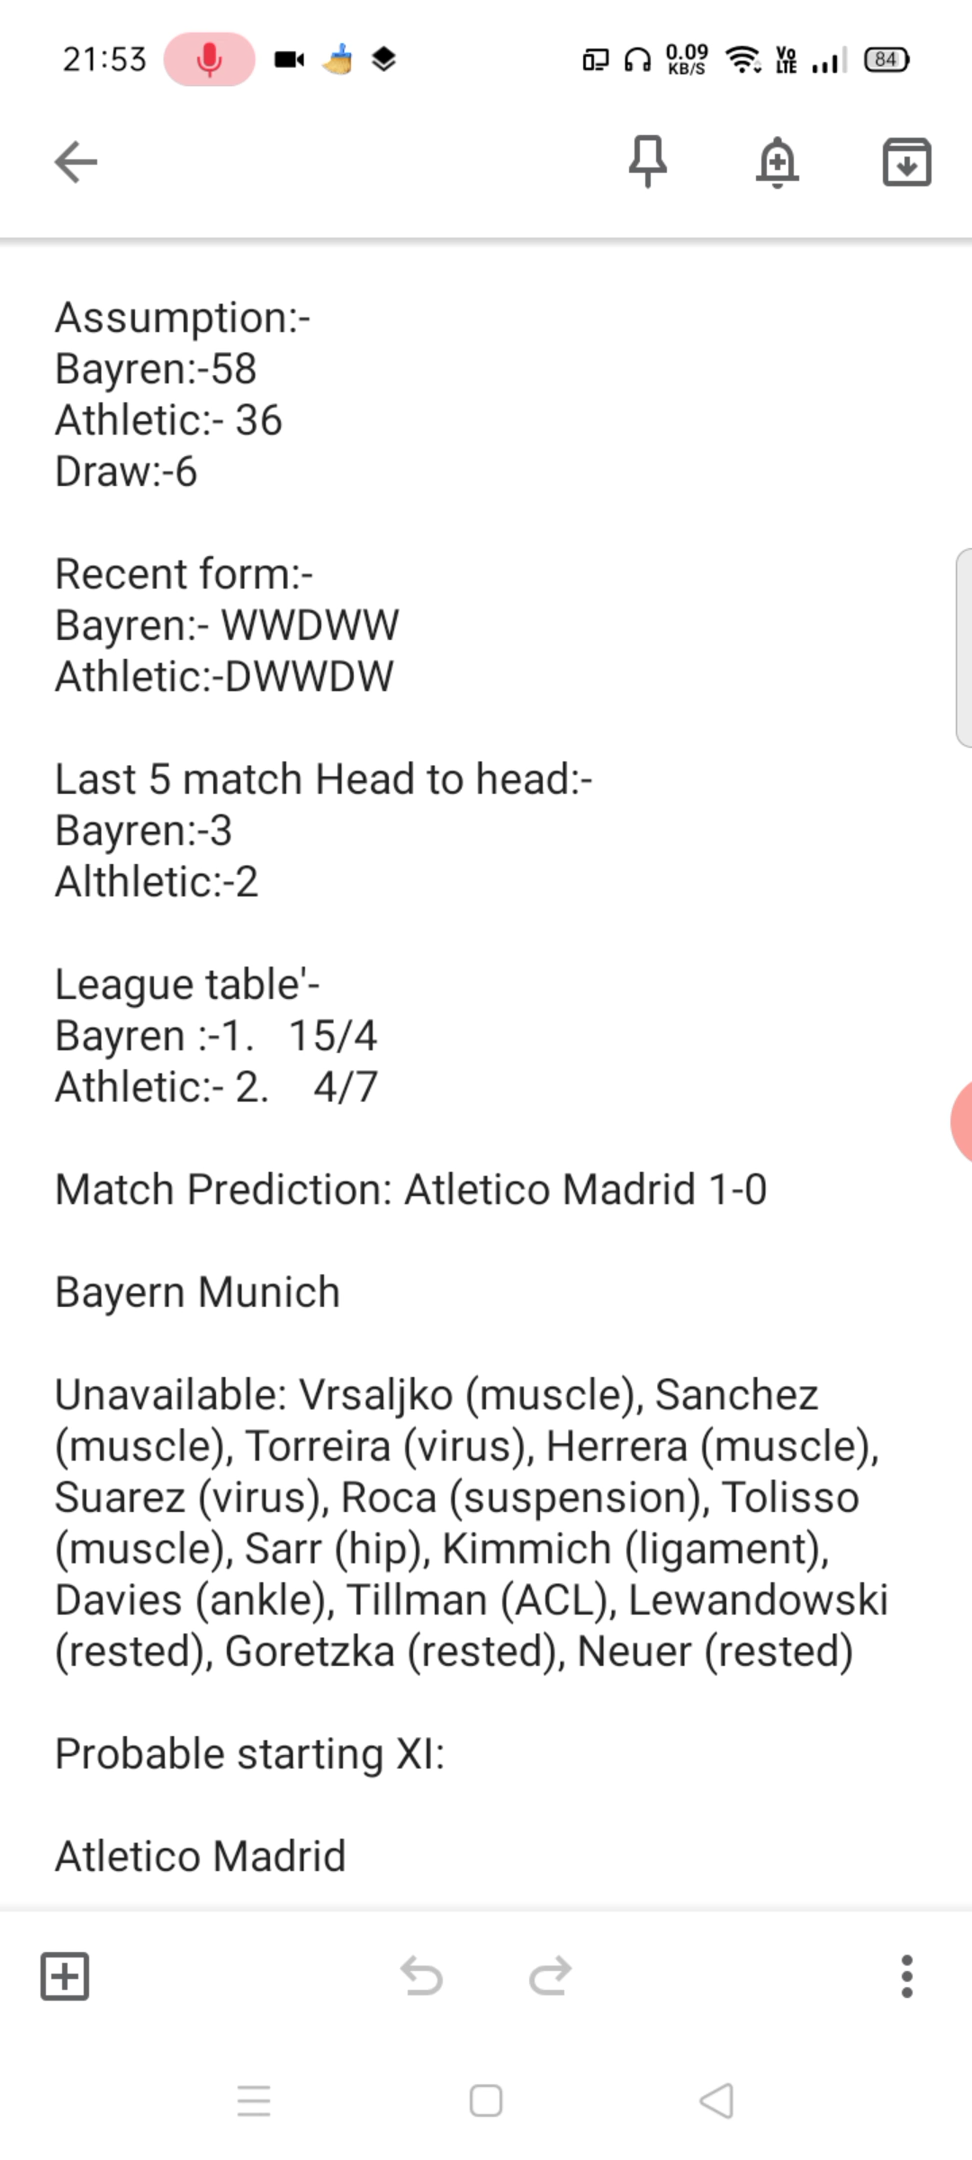 21:53
0.09
KB/S
Vo
LTE
84
Assumption:-
Bayren:-58
Athletic:- 36
Draw:-6
Recent form:-
Bayren:- WWDWW
Athletic:-DWWDW
Last 5 match Head to head:-
Bayren:-3
Althletic:-2
League table'-
Bayren :-1.   15/4
Athletic:- 2.    4/7
Match Prediction: Atletico Madrid 1-0
Bayern Munich
Unavailable: Vrsaljko (muscle), Sanchez
(muscle), Torreira (virus), Herrera (muscle),
Suarez (virus), Roca (suspension), Tolisso
(muscle), Sarr (hip), Kimmich (ligament),
Davies (ankle), Tillman (ACL), Lewandowski
(rested), Goretzka (rested), Neuer (rested)
Probable starting XI:
Atletico Madrid